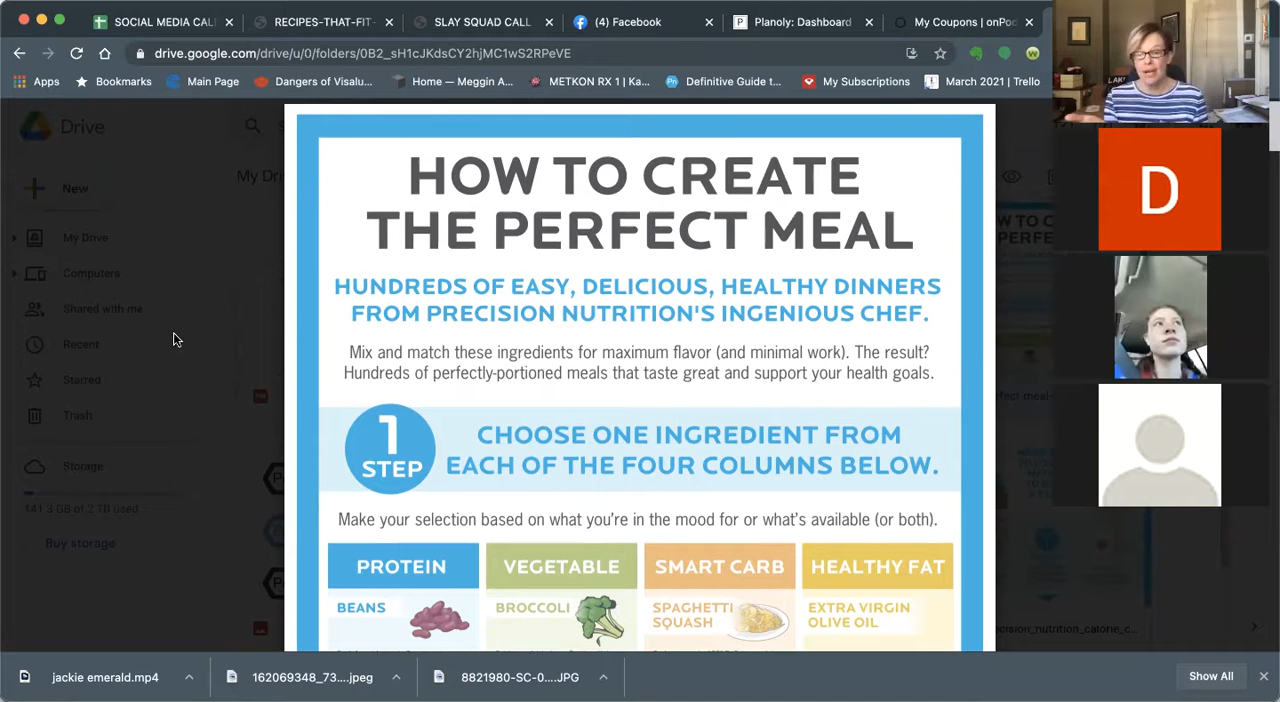 SOCIAL MEDIA CAL
RECIPES-THAT-FIT-
SLAY SQUAD CALL
(4) Facebook
Planoly: Dashboard
My Coupons | onPod
drive.google.com/drive/u/0/folders/0B2_sH1cJKdsCY2hjMC1wS2RPeVE
Apps
Bookmarks
Main Page
Dangers of Visalu...
Home - Meggin A...
METKON RX 1 | Ka...
Definitive Guide t...
My Subscriptions
March 2021 | Trello
Drive
New
My Drive
Computers
Shared with me
Recent
Starred
Trash
Storage
141.3 GB of 2 TB used
Buy storage
My Dri
HOW TO CREATE
THE PERFECT MEAL
HUNDREDS OF EASY, DELICIOUS, HEALTHY DINNERS
FROM PRECISION NUTRITION'S INGENIOUS CHEF.
Mix and match these ingredients for maximum flavor (and minimal work). The result?
Hundreds of perfectly-portioned meals that taste great and support your health goals.
1
STEP
CHOOSE ONE INGREDIENT FROM
EACH OF THE FOUR COLUMNS BELOW.
Make your selection based on what you're in the mood for or what's available (or both).
PROTEIN
VEGETABLE
SMART CARB
HEALTHY FAT
BEANS
BROCCOLI
SPAGHETTI
SQUASH
EXTRA VIRGIN
OLIVE OIL
D
W TO C
PERFE
rfect meal-
cision_nutrition_calorie_c...
jackie emerald.mp4
162069348_73....jpeg
8821980-SC-0....JPG
Show All